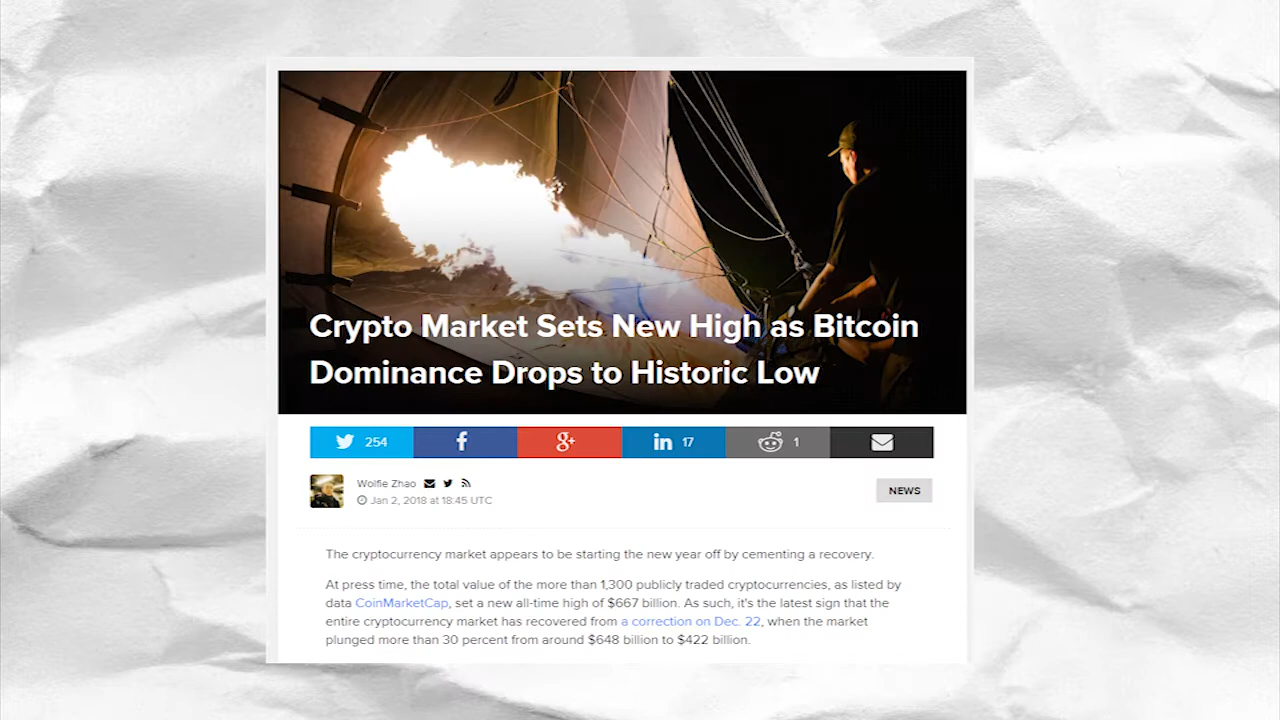 Crypto Market Sets New High as Bitcoin
Dominance Drops to Historic Low
254
17
1
Wolfie Zhao
Jan 2, 2018 at 18:45 UTC
NEWS
The cryptocurrency market appears to be starting the new year off by cementing a recovery.
At press time, the total value of the more than 1,300 publicly traded cryptocurrencies, as listed by
data CoinMarketCap, set a new all-time high of $667 billion. As such, it's the latest sign that the
entire cryptocurrency market has recovered from a correction on Dec. 22, when the market
plunged more than 30 percent from around $648 billion to $422 billion.